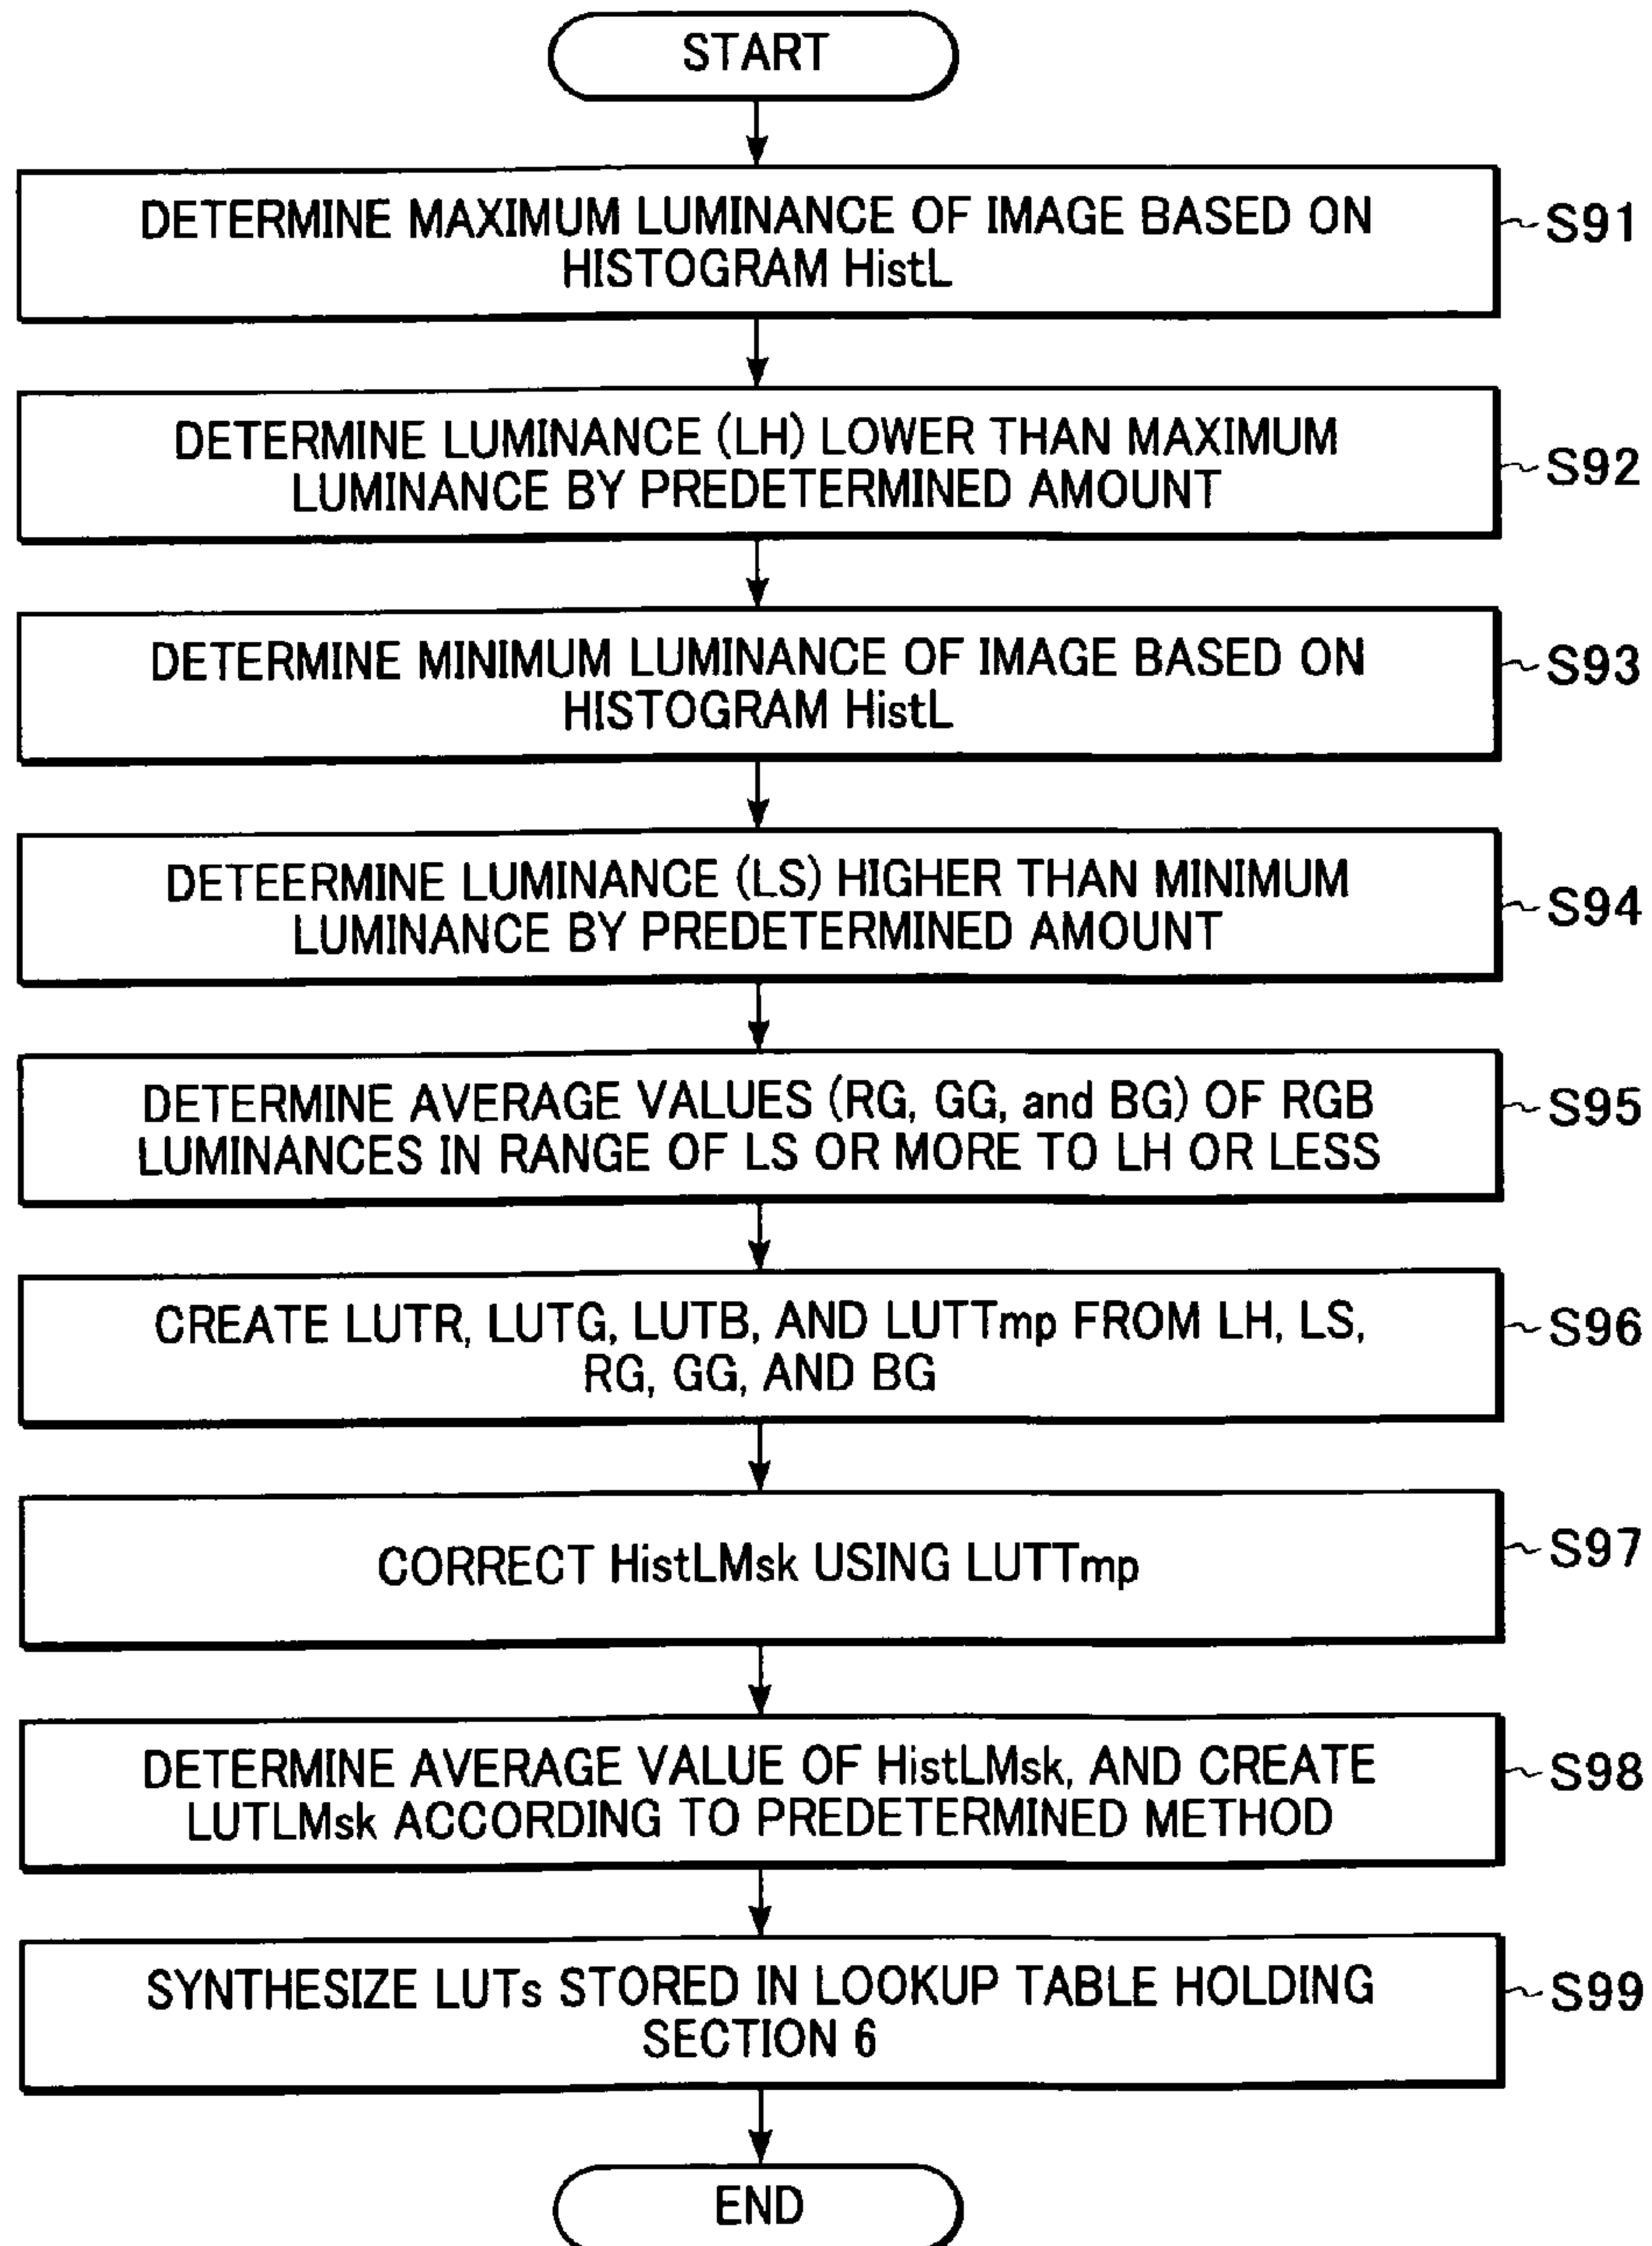 START
DETERMINE MAXIMUM LUMINANCE OF IMAGE BASED ON
HISTOGRAM HistL
S91
DETERMINE LUMINANCE (LH) LOWER THAN MAXIMUM
LUMINANCE BY PREDETERMINED AMOUNT
S92
DETERMINE MINIMUM LUMINANCE OF IMAGE BASED ON
HISTOGRAM HistL
S93
DETEERMINE LUMINANCE (LS) HIGHER THAN MINIMUM
LUMINANCE BY PREDETERMINED AMOUNT
S94
DETERMINE AVERAGE VALUES (RG, GG, and BG) OF RGB
LUMINANCES IN RANGE OF LS OR MORE TO LH OR LESS
S95
CREATE LUTR, LUTG, LUTB, AND LUTTmp FROM LH, LS,
RG, GG, AND BG
S96
CORRECT HistLMsk USING LUTTmp
S97
DETERMINE AVERAGE VALUE OF HistLMsk, AND CREATE
LUTLMsk ACCORDING TO PREDETERMINED METHOD
S98
SYNTHESIZE LUTs STORED IN LOOKUP TABLE HOLDING
SECTION 6
S99
END